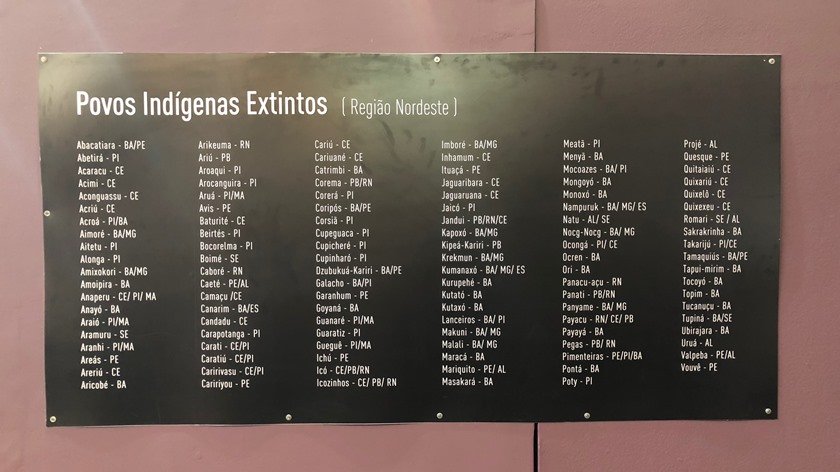 Povos Indígenas Extintos ( Região Nordeste )
Abacatiara - BA/PE
Abetirá - PI
Acaracu - CE
Acimi - CE
Aconguassu - CE
Acriú - CE
Acroá - PI/BA
Aimoré - BA/MG
Aitetu - PI
Alonga - PI
Amixokori - BA/MG
Amoipira - BA
Anaperu - CE/ PI/ MA
Anayó - BA
Araió - PI/MA
Aramuru - SE
Aranhi - PI/MA
Areás - PE
Areriú - CE
Aricobé - BA
Arikeuma - RN
Ariú - PB
Aroaqui - PI
Arocanguira - PI
Aruá - PI/MA
Avis - PE
Baturité - CE
Beirtés - PI
Bocorelma - PI
Boimé - SE
Caboré - RN
Caeté - PE/AL
Camaçu /CE
Canarim - BA/ES
Candadu - CE
Carapotanga - PI
Carati - CE/PI
Caratiú - CE/PI
Caririvasu - CE/PI
Caririyou - PE
Cariú - CE
Cariuané - CE
Catrimbi - BA
Corema - PB/RN
Corerá - PI
Coripós - BA/PE
Corsiá - PI
Cupeguaca - PI
Cupicheré - PI
Cupinharó - PI
Dzubukuá-Kariri - BA/PE
Galacho - BA/PI
Garanhum - PE
Goyaná - BA
Guanaré - PI/MA
Guaratiz - PI
Gueguê - PI/MA
Ichú - PE
Icó - CE/PB/RN
Icozinhos - CE/ PB/ RN
Imboré - BA/MG
Inhamum - CE
Ituaçá - PE
Jaguaribara - CE
Jaguaruana - CE
Jaicó - PI
Jandui - PB/RN/CE
Kapoxó - BA/MG
Kipeá-Kariri - PB
Krekmun - BA/MG
Kumanaxó - BA/ MG/ ES
Kurupehé - BA
Kutató - BA
Kutaxó - BA
Lanceiros - BA/ PI
Makuni - BA/ MG
Malali - BA/ MG
Maracá - BA
Mariquito - PE/ AL
Masakará - BA
Meatá - PI
Menyã - BA
Mocoazes - BA/ PI
Mongoyó - BA
Monoxó - BA
Nampuruk - BA/ MG/ ES
Natu - AL/ SE
Nocg-Nocg - BA/ MG
Ocongá - PI/ CE
Ocren - BA
Ori - BA
Panacu-açu - RN
Panati - PB/RN
Panyame - BA/ MG
Payacu - RN/ CE/ PB
Payayá - BA
Pegas - PB/ RN
Pimenteiras - PE/PI/BA
Pontá - BA
Poty - PI
Projé - AL
Quesque - PE
Quitaiaiú - CE
Quixariú - CE
Quixelô - CE
Quixexeu - CE
Romari - SE / AL
Sakrakrinha - BA
Takarijú - PI/CE
Tamaquiús - BA/PE
Tapui-mirim - BA
Tocoyó - BA
Topim - BA
Tucanuçu - BA
Tupiná - BA/SE
Ubirajara - BA
Uruá - AL
Valpeba - PE/AL
Vouvê - PE